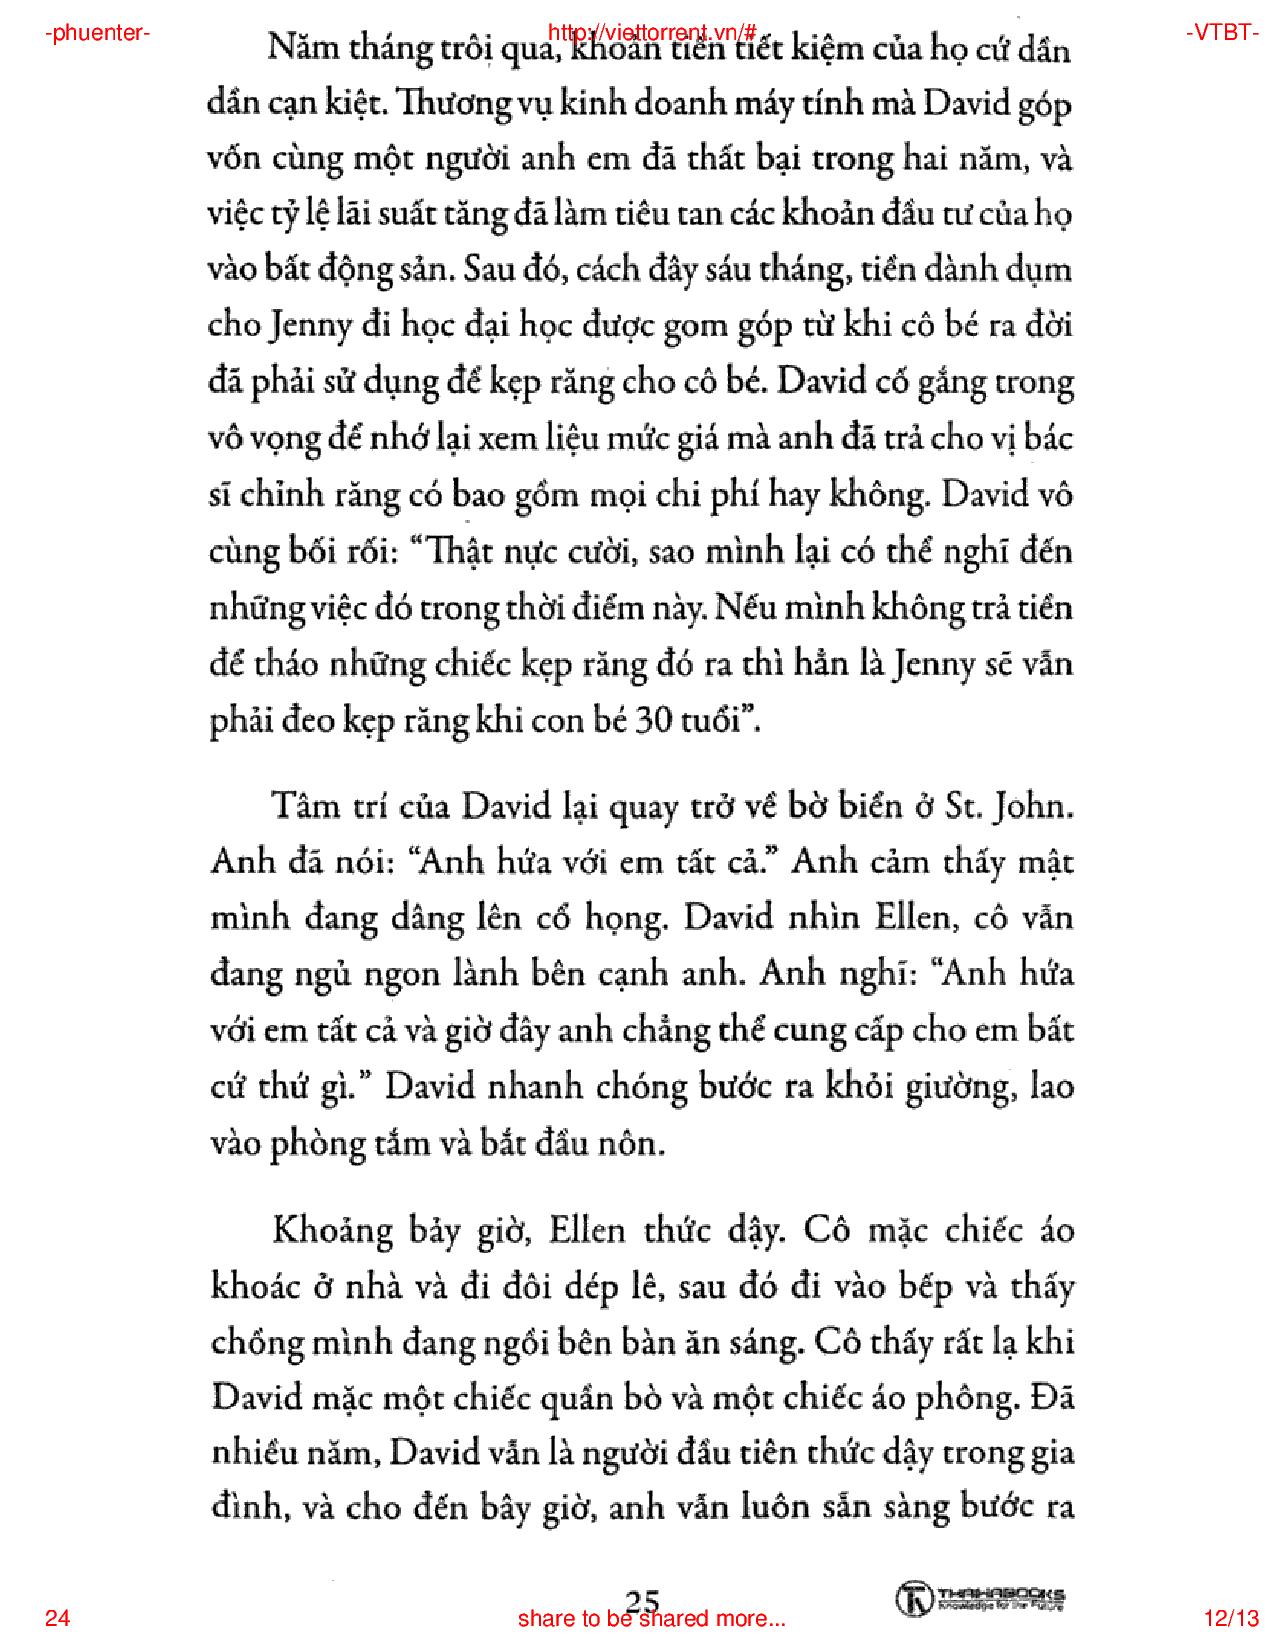 -phuenter- http://viettorrent.vn/# -VTBT-
Năm tháng trôi qua, khoản tiền tiết kiệm của họ cứ dần
dần cạn kiệt. Thương vụ kinh doanh máy tính mà David góp
vốn cùng một người anh em đã thất bại trong hai năm, và
việc tỷ lệ lãi suất tăng đã làm tiêu tan các khoản đầu tư của họ
vào bất động sản. Sau đó, cách đây sáu tháng, tiền dành dụm
cho Jenny đi học đại học được gom góp từ khi cô bé ra đời
đã phải sử dụng để kẹp răng cho cô bé. David cố gắng trong
vô vọng để nhớ lại xem liệu mức giá mà anh đã trả cho vị bác
sĩ chỉnh răng có bao gồm mọi chi phí hay không. David vô
cùng bối rối: “Thật nực cười, sao mình lại có thể nghĩ đến
những việc đó trong thời điểm này. Nếu mình không trả tiền
để tháo những chiếc kẹp răng đó ra thì hẳn là Jenny sẽ vẫn
phải đeo kẹp răng khi con bé 30 tuổi”.
Tâm trí của David lại quay trở về bờ biển ở St. John.
Anh đã nói: “Anh hứa với em tất cả.” Anh cảm thấy mật
mình đang dâng lên cổ họng. David nhìn Ellen, cô vẫn
đang ngủ ngon lành bên cạnh anh. Anh nghĩ: “Anh hứa
với em tất cả và giờ đây anh chẳng thể cung cấp cho em bất
cứ thứ gì.” David nhanh chóng bước ra khỏi giường, lao
vào phòng tắm và bắt đầu nôn.
Khoảng bảy giờ, Ellen thức dậy. Cô mặc chiếc áo
khoác ở nhà và đi đôi dép lê, sau đó đi vào bếp và thấy
chồng mình đang ngồi bên bàn ăn sáng. Cô thấy rất lạ khi
David mặc một chiếc quần bò và một chiếc áo phông. Đã
nhiều năm, David vẫn là người đầu tiên thức dậy trong gia
đình, và cho đến bây giờ, anh vẫn luôn sẵn sàng bước ra
25 THAHABOOKS
Knowledge for the Future
24 share to be shared more... 12/13